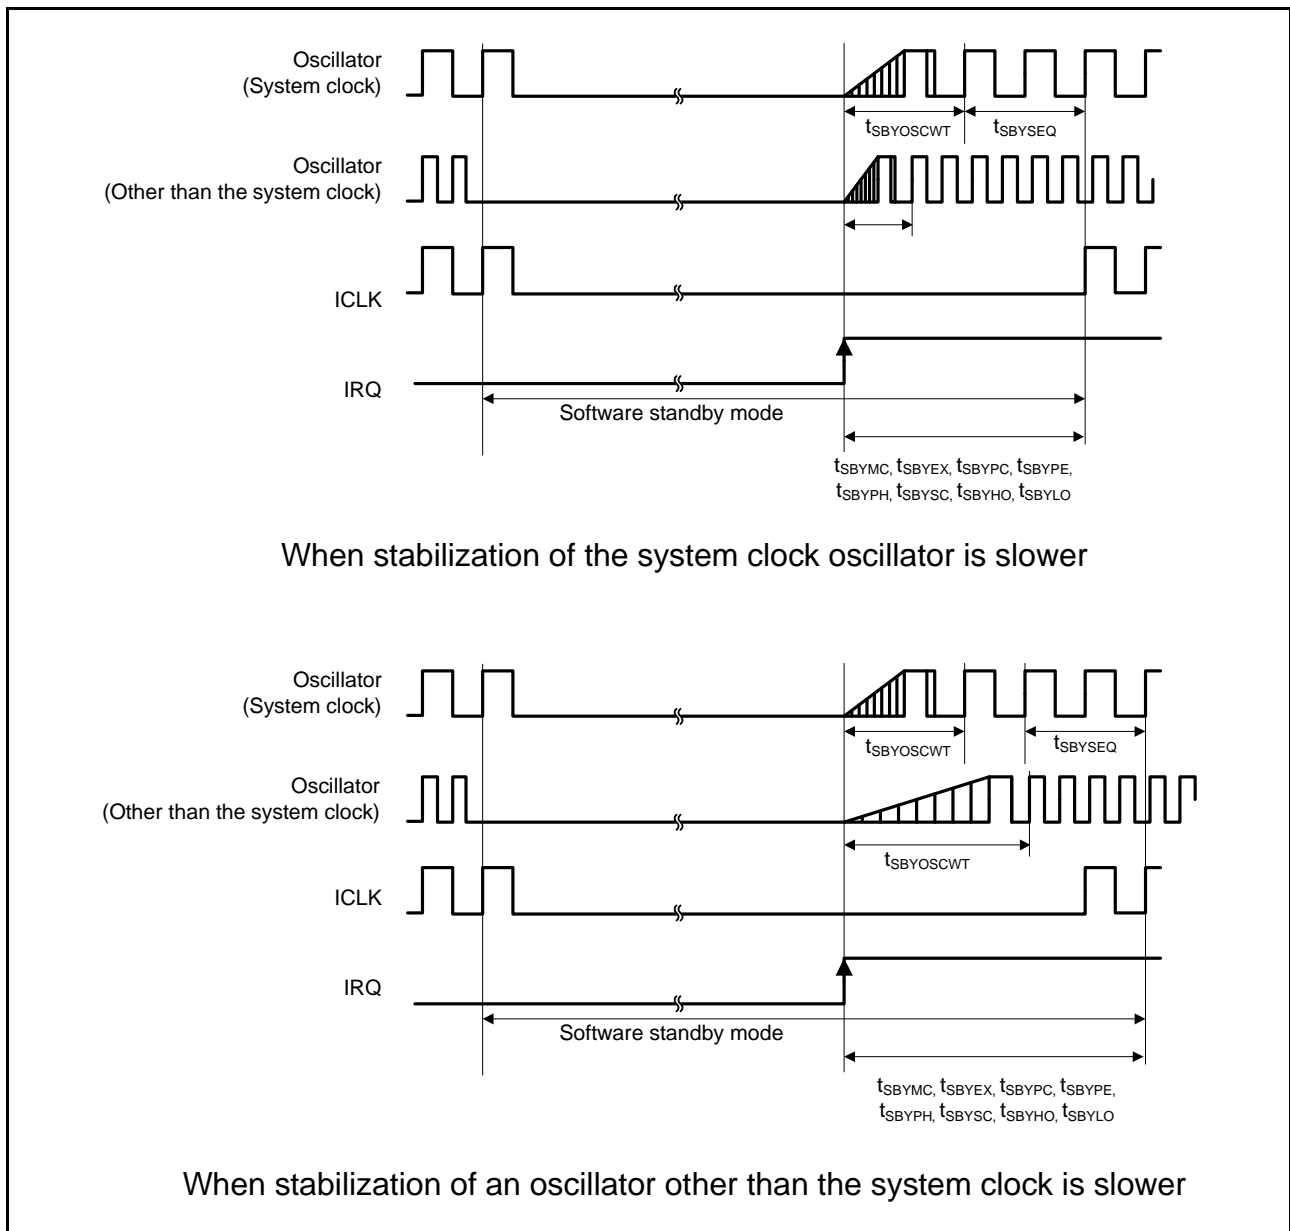 Oscillator
(System clock)
tSBYOSCWT
tSBYSEQ
Oscillator
(Other than the system clock)
ICLK
IRQ
Software standby mode
tSBYMC, tSBYEX, tSBYPC, tSBYPE,
tSBYPH, tSBYSC, tSBYHO, tSBYLO
When stabilization of the system clock oscillator is slower
Oscillator
(System clock)
tSBYOSCWT
tSBYSEQ
Oscillator
(Other than the system clock)
tSBYOSCWT
ICLK
IRQ
Software standby mode
tSBYMC, tSBYEX, tSBYPC, tSBYPE,
tSBYPH, tSBYSC, tSBYHO, tSBYLO
When stabilization of an oscillator other than the system clock is slower